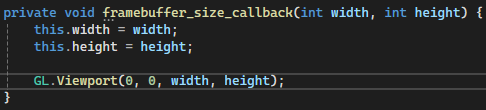 private void framebuffer_size_callback(int width, int height) {
    this.width = width;
    this.height = height;

    GL.Viewport(0, 0, width, height);
}